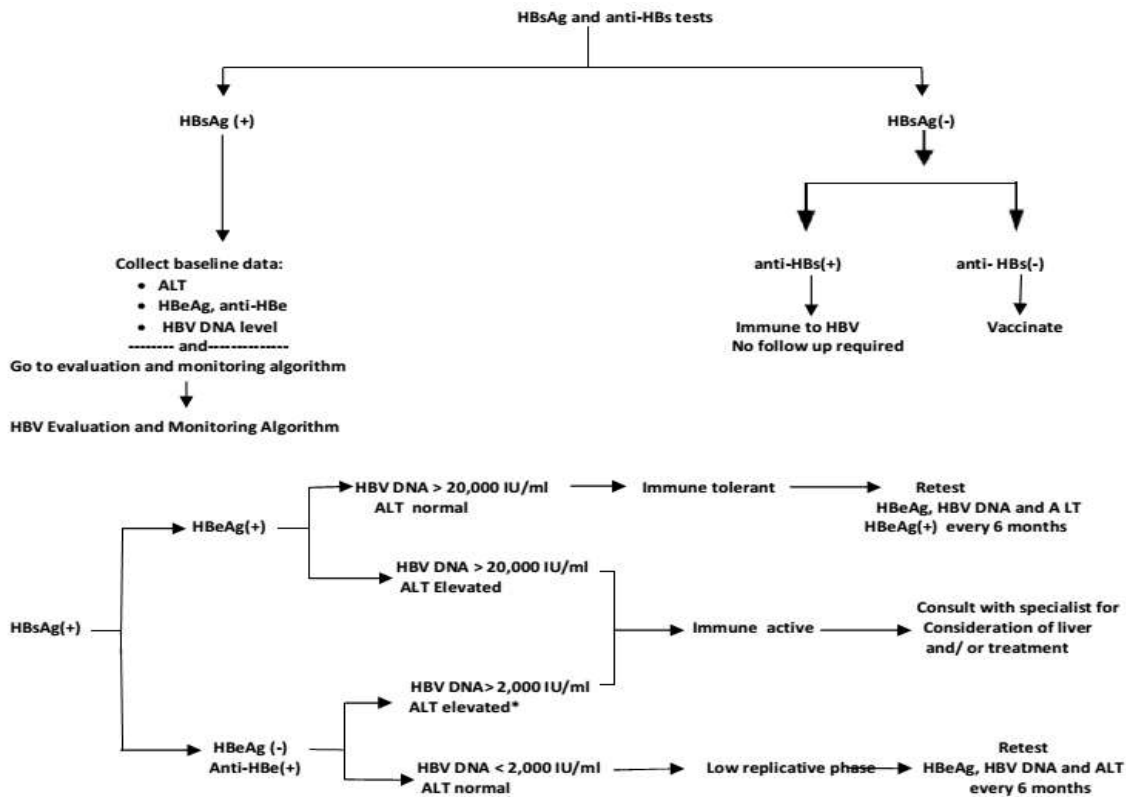 HBsAg and anti-HBs tests
HBsAg (+)
HBsAg(-)
Collect baseline data:
• ALT
• HBeAg, anti-HBe
• HBV DNA level
-------- and--------------
Go to evaluation and monitoring algorithm
anti-HBs(+)
anti- HBs(-)
Immune to HBV
No follow up required
Vaccinate
HBV Evaluation and Monitoring Algorithm
HBsAg(+)
HBeAg(+)
HBV DNA > 20,000 IU/ml
ALT normal
Immune tolerant
Retest
HBeAg, HBV DNA and A LT
HBeAg(+) every 6 months
HBV DNA > 20,000 IU/ml
ALT Elevated
Immune active
Consult with specialist for
Consideration of liver
and/ or treatment
HBV DNA> 2,000 IU/ml
ALT elevated*
HBeAg (-)
Anti-HBe(+)
HBV DNA < 2,000 IU/ml
ALT normal
Low replicative phase
Retest
HBeAg, HBV DNA and ALT
every 6 months